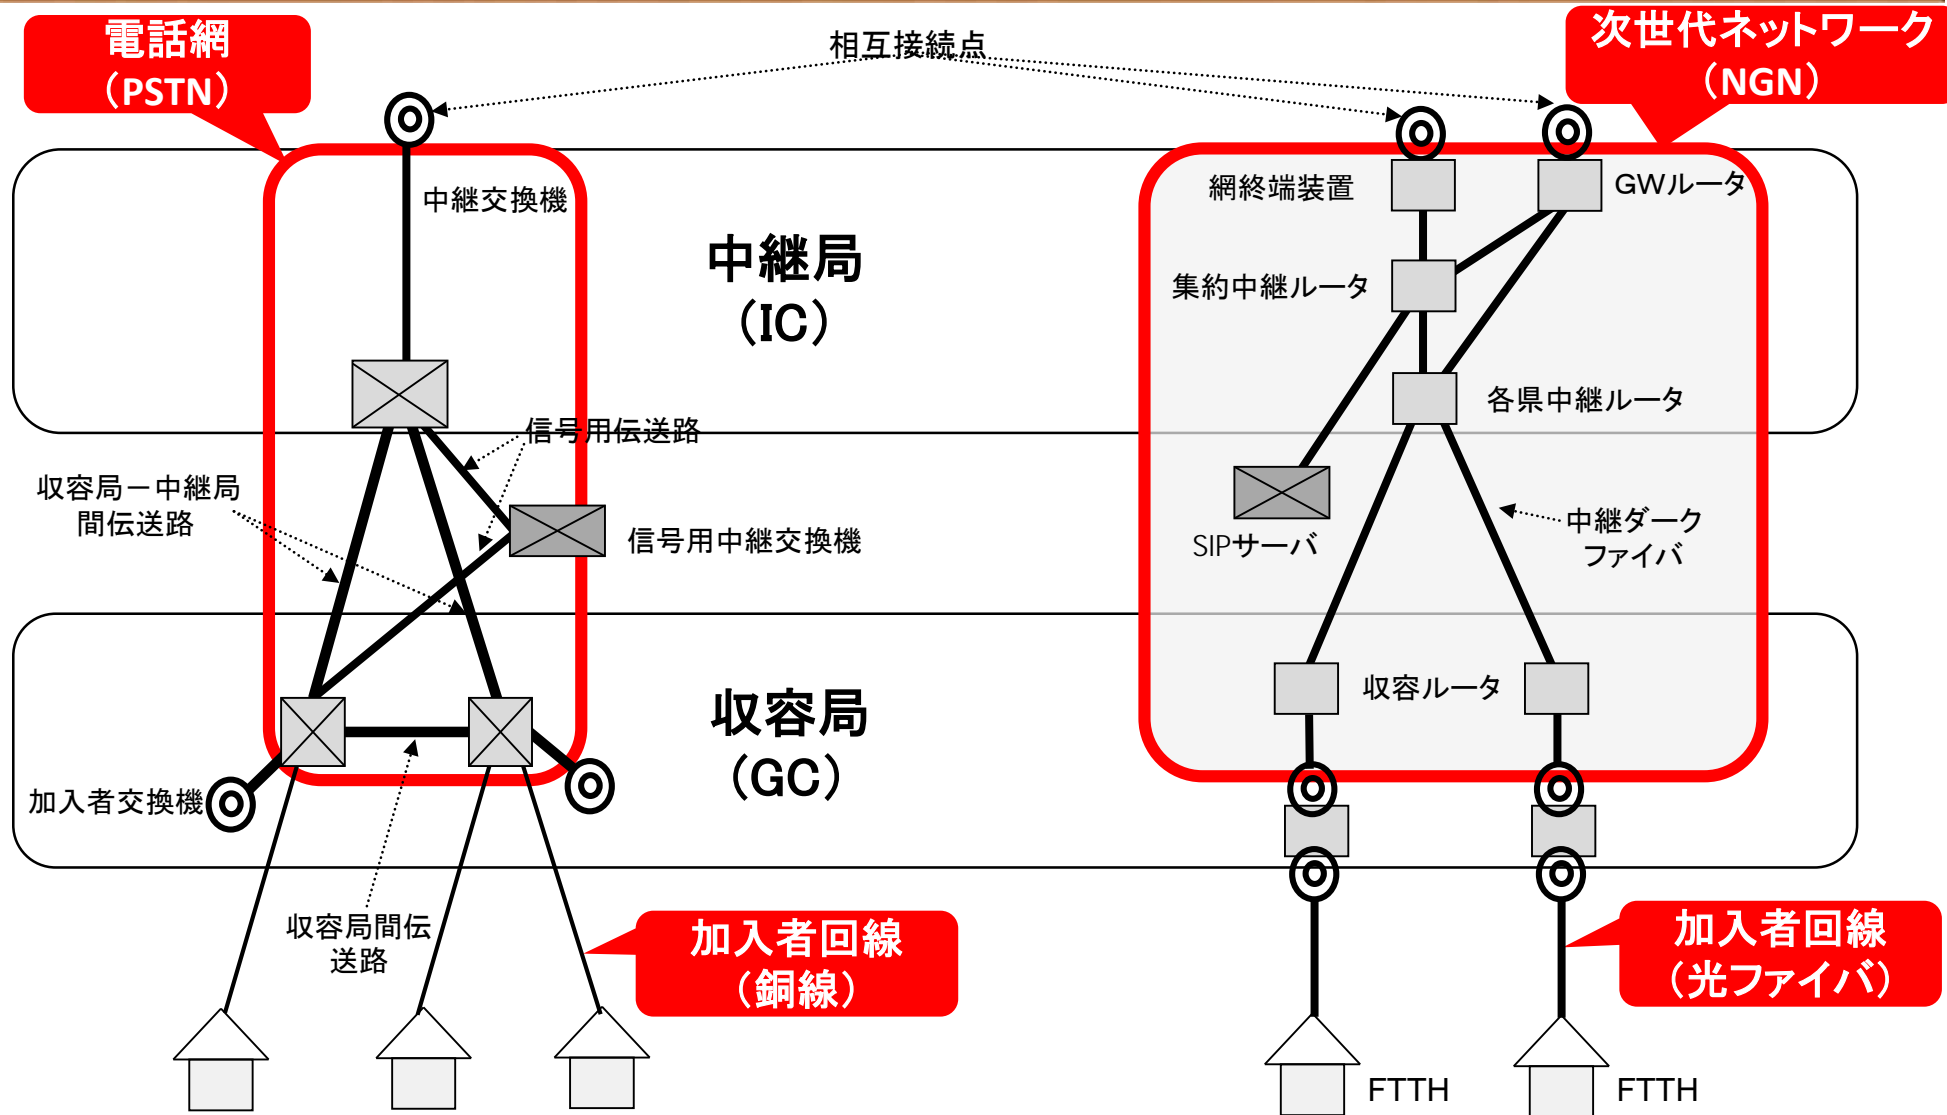 電話網
（PSTN）
相互接続点
次世代ネットワーク
（NGN）
中継交換機
中継局
（IC）
網終端装置
GWルータ
集約中継ルータ
各県中継ルータ
信号用伝送路
収容局－中継局
間伝送路
信号用中継交換機
SIPサーバ
中継ダーク
ファイバ
収容局
（GC）
収容ルータ
加入者交換機
収容局間伝
送路
加入者回線
（銅線）
加入者回線
（光ファイバ）
FTTH
FTTH